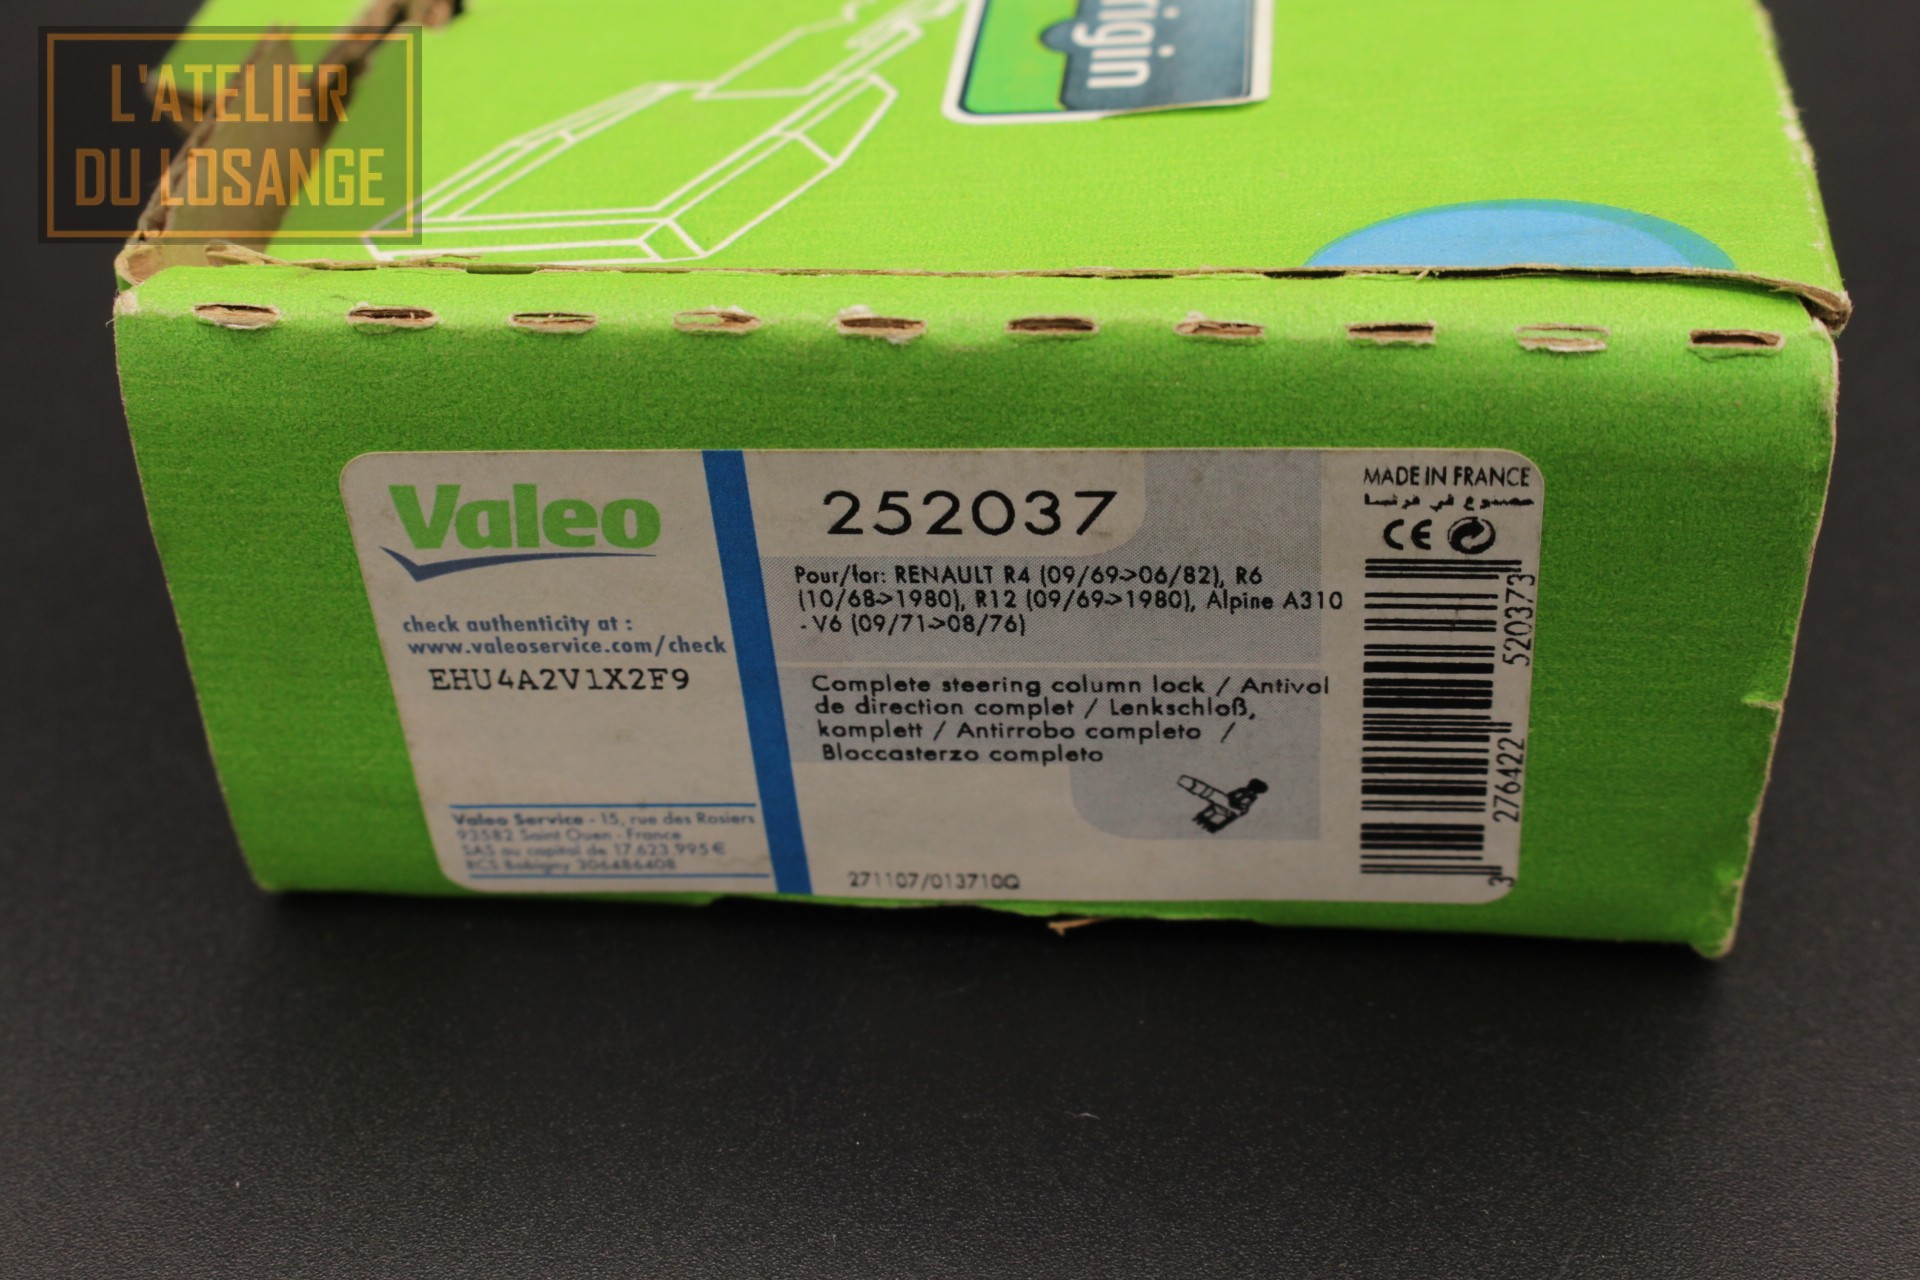 L'ATELIER
DU LOSANGE
rigin
Valeo
check authenticity at :
www.valeoservice.com/check
EHU4A2V1X2F9
Valeo Service - 15, rue des Rosiers
93582 Saint Ouen - France
SAS au capital de 17.623.995€
RCS Bobigny 306486408
252037
Pour/for: RENAULT R4 (09/69->06/82), R6
(10/68->1980), R12 (09/69->1980), Alpine A310
- V6 (09/71->08/76)
Complete steering column lock / Antivol
de direction complet / Lenkschloß,
komplett / Antirrobo completo /
Bloccasterzo completo
271107/013710Q
MADE IN FRANCE
مصنوع في فرنسا
CE
3 276422 520373